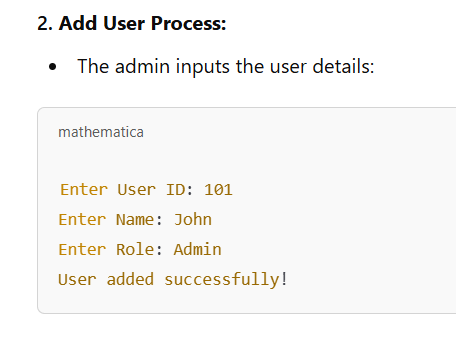 2. Add User Process:
• The admin inputs the user details:
mathematica
Enter User ID: 101
Enter Name: John
Enter Role: Admin
User added successfully!